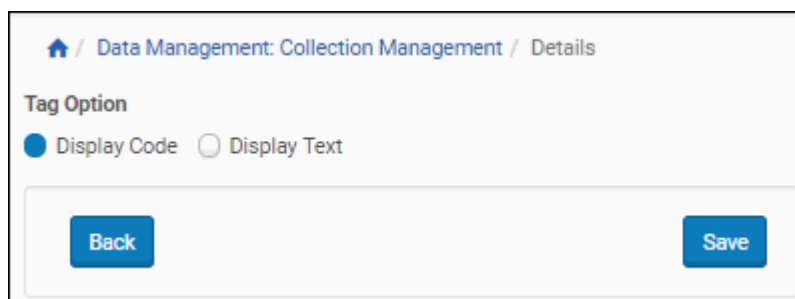 / Data Management: Collection Management / Details
Tag Option
Display Code Display Text
Back Save